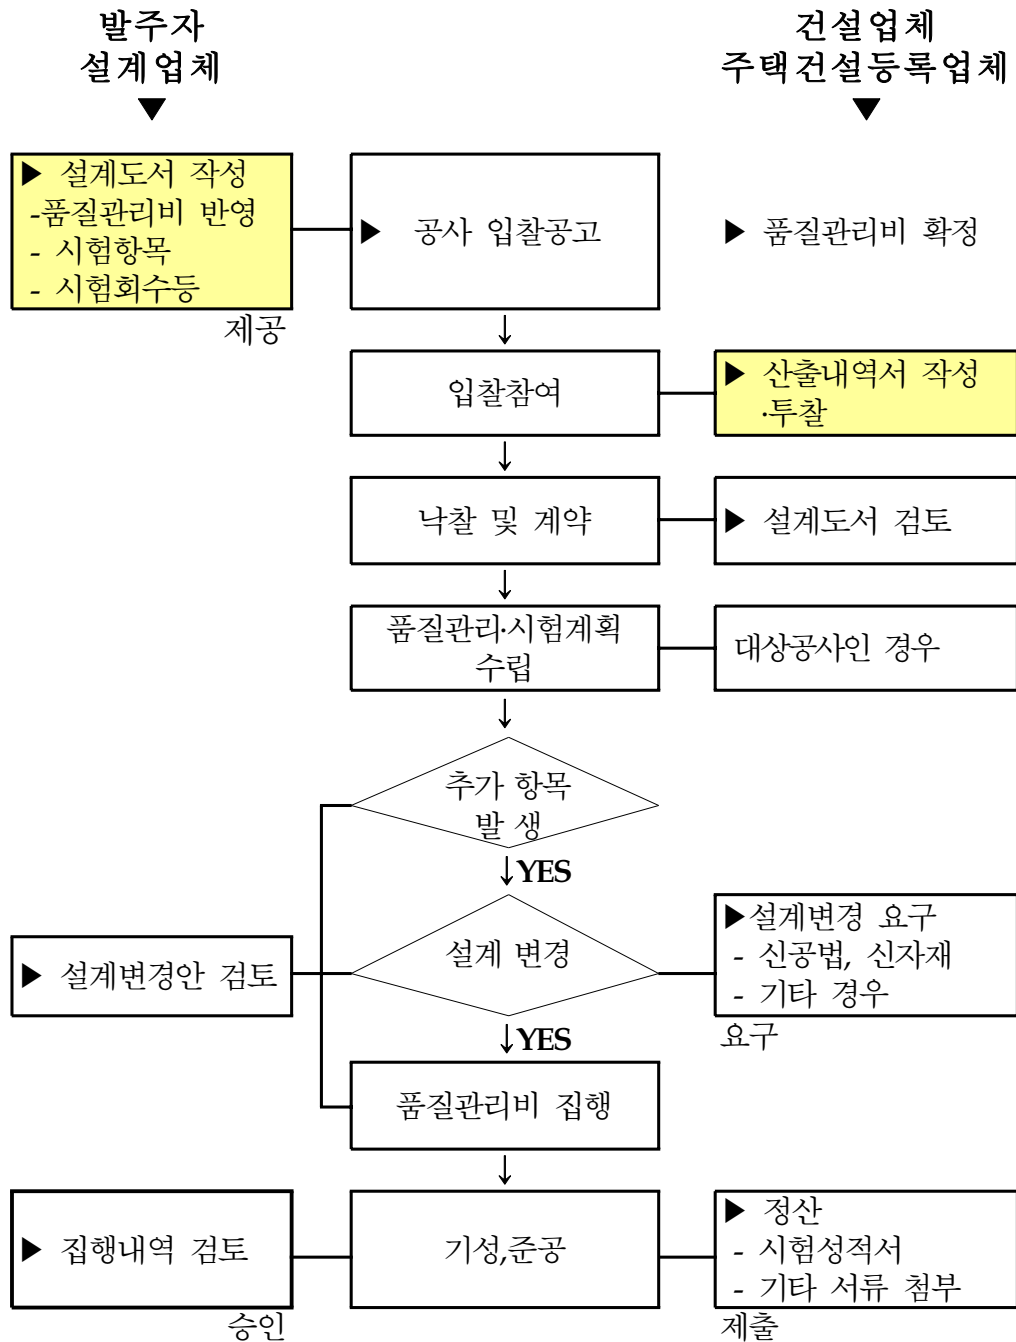 발주자
설계업체
▼
건설업체
주택건설등록업체
▼
▶ 설계도서 작성
-품질관리비 반영
- 시험항목
- 시험회수등
제공
▶ 공사 입찰공고
▶ 품질관리비 확정
입찰참여
▶ 산출내역서 작성
·투찰
낙찰 및 계약
▶ 설계도서 검토
품질관리·시험계획
수립
대상공사인 경우
추가 항목
발 생
YES
▶ 설계변경안 검토
설계 변경
▶설계변경 요구
- 신공법, 신자재
- 기타 경우
요구
YES
품질관리비 집행
▶ 집행내역 검토
승인
기성,준공
▶ 정산
- 시험성적서
- 기타 서류 첨부
제출